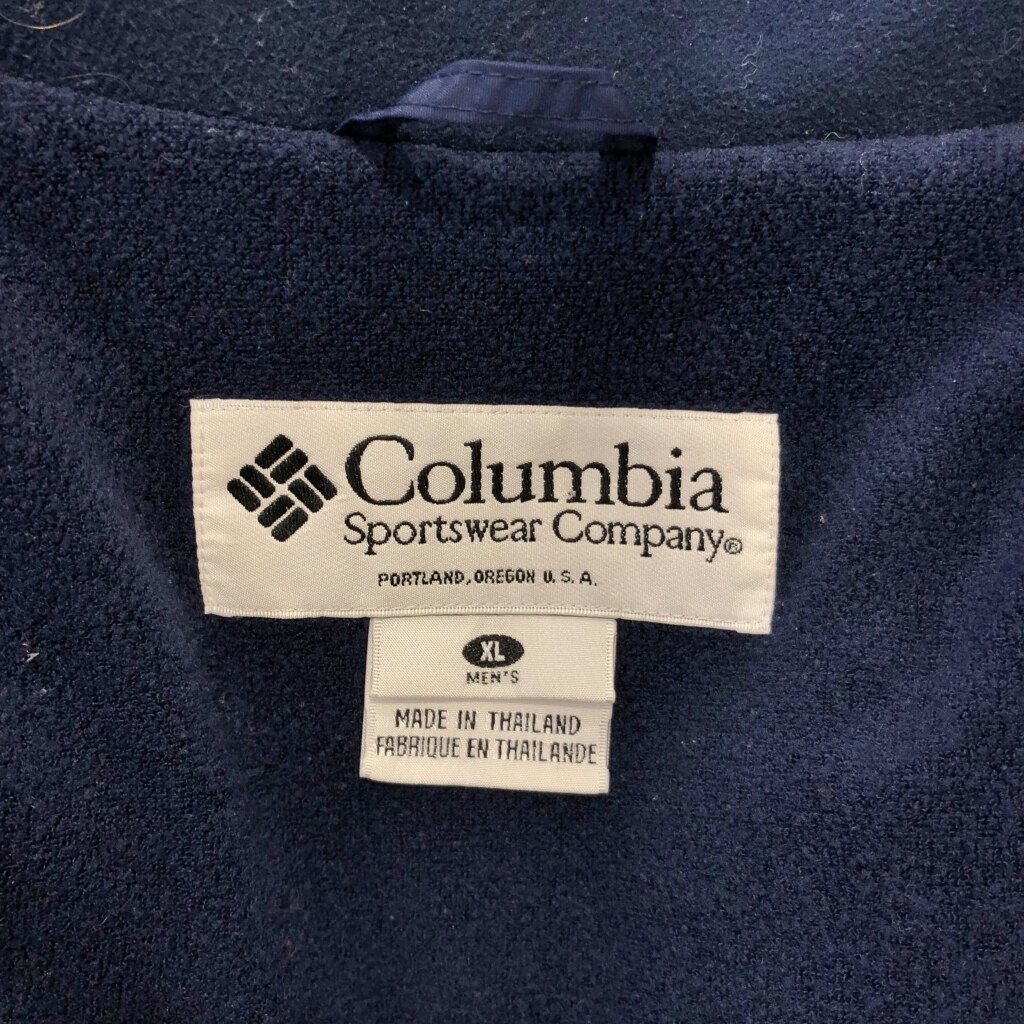 Columbia
Sportswear Company®
PORTLAND, OREGON U.S.A.
XL
MEN'S
MADE IN THAILAND
FABRIQUE EN THAILANDE